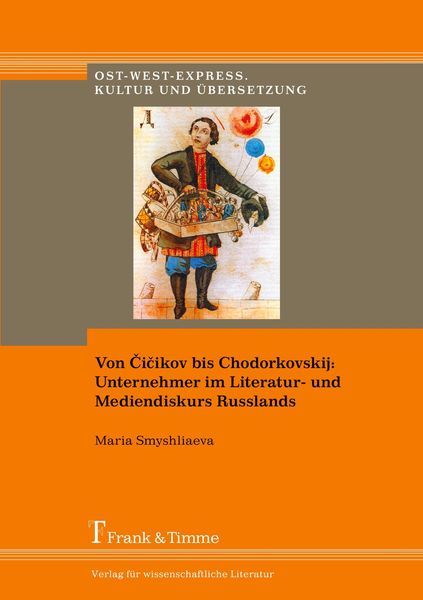 OST-WEST-EXPRESS.
KULTUR UND ÜBERSETZUNG
Д
Von Čičikov bis Chodorkovskij:
Unternehmer im Literatur- und
Mediendiskurs Russlands
Maria Smyshliaeva
T Frank & Timme
Verlag für wissenschaftliche Literatur